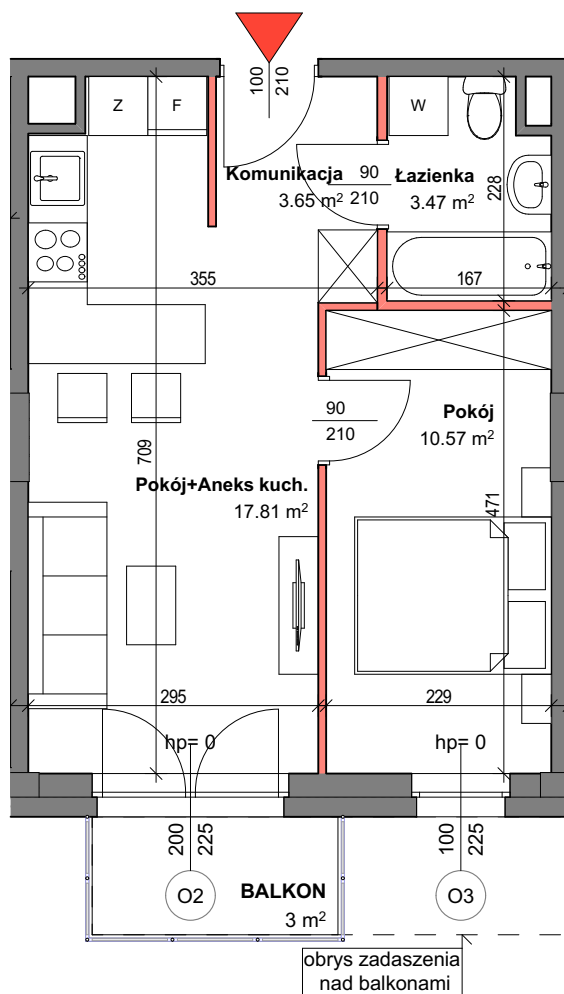 100
210
Z F
W
Komunikacja
3.65 m²
90
210
Łazienka
3.47 m²
228
355
167
90
210
Pokój
10.57 m²
709
Pokój+Aneks kuch.
17.81 m²
471
295
229
hp= 0
hp= 0
200
225
100
225
O2
BALKON
3 m²
O3
obrys zadaszenia
nad balkonami